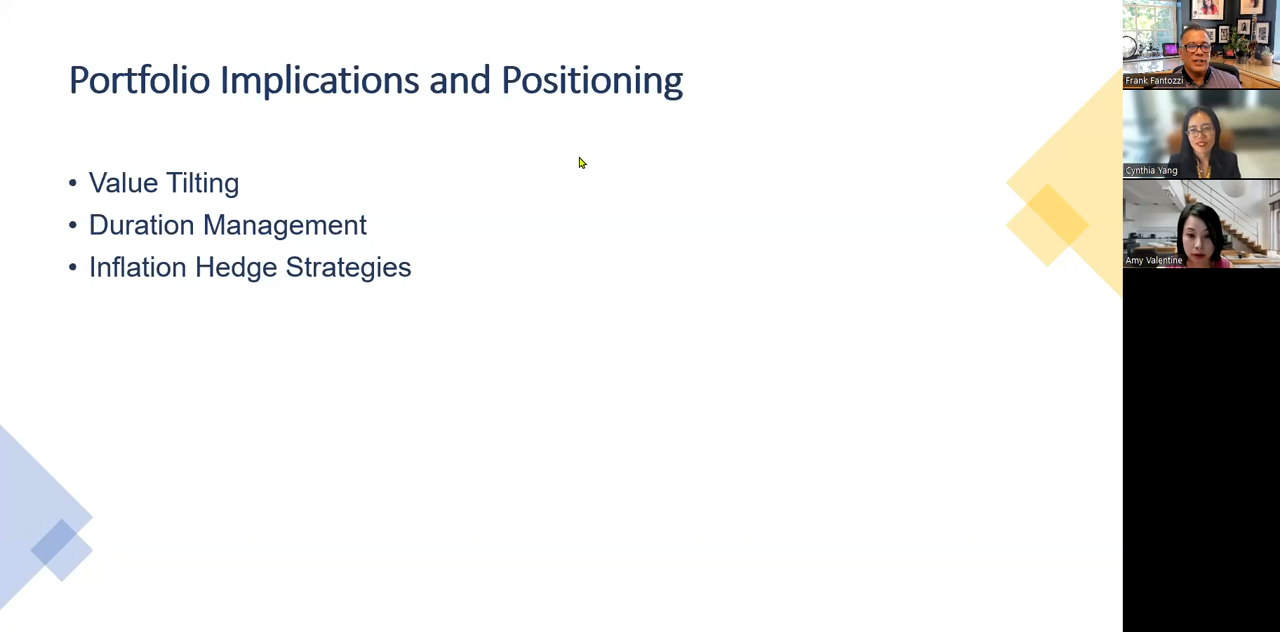 Portfolio Implications and Positioning
• Value Tilting
• Duration Management
• Inflation Hedge Strategies
Frank Fantozzi
Cynthia Yang
Amy Valentine